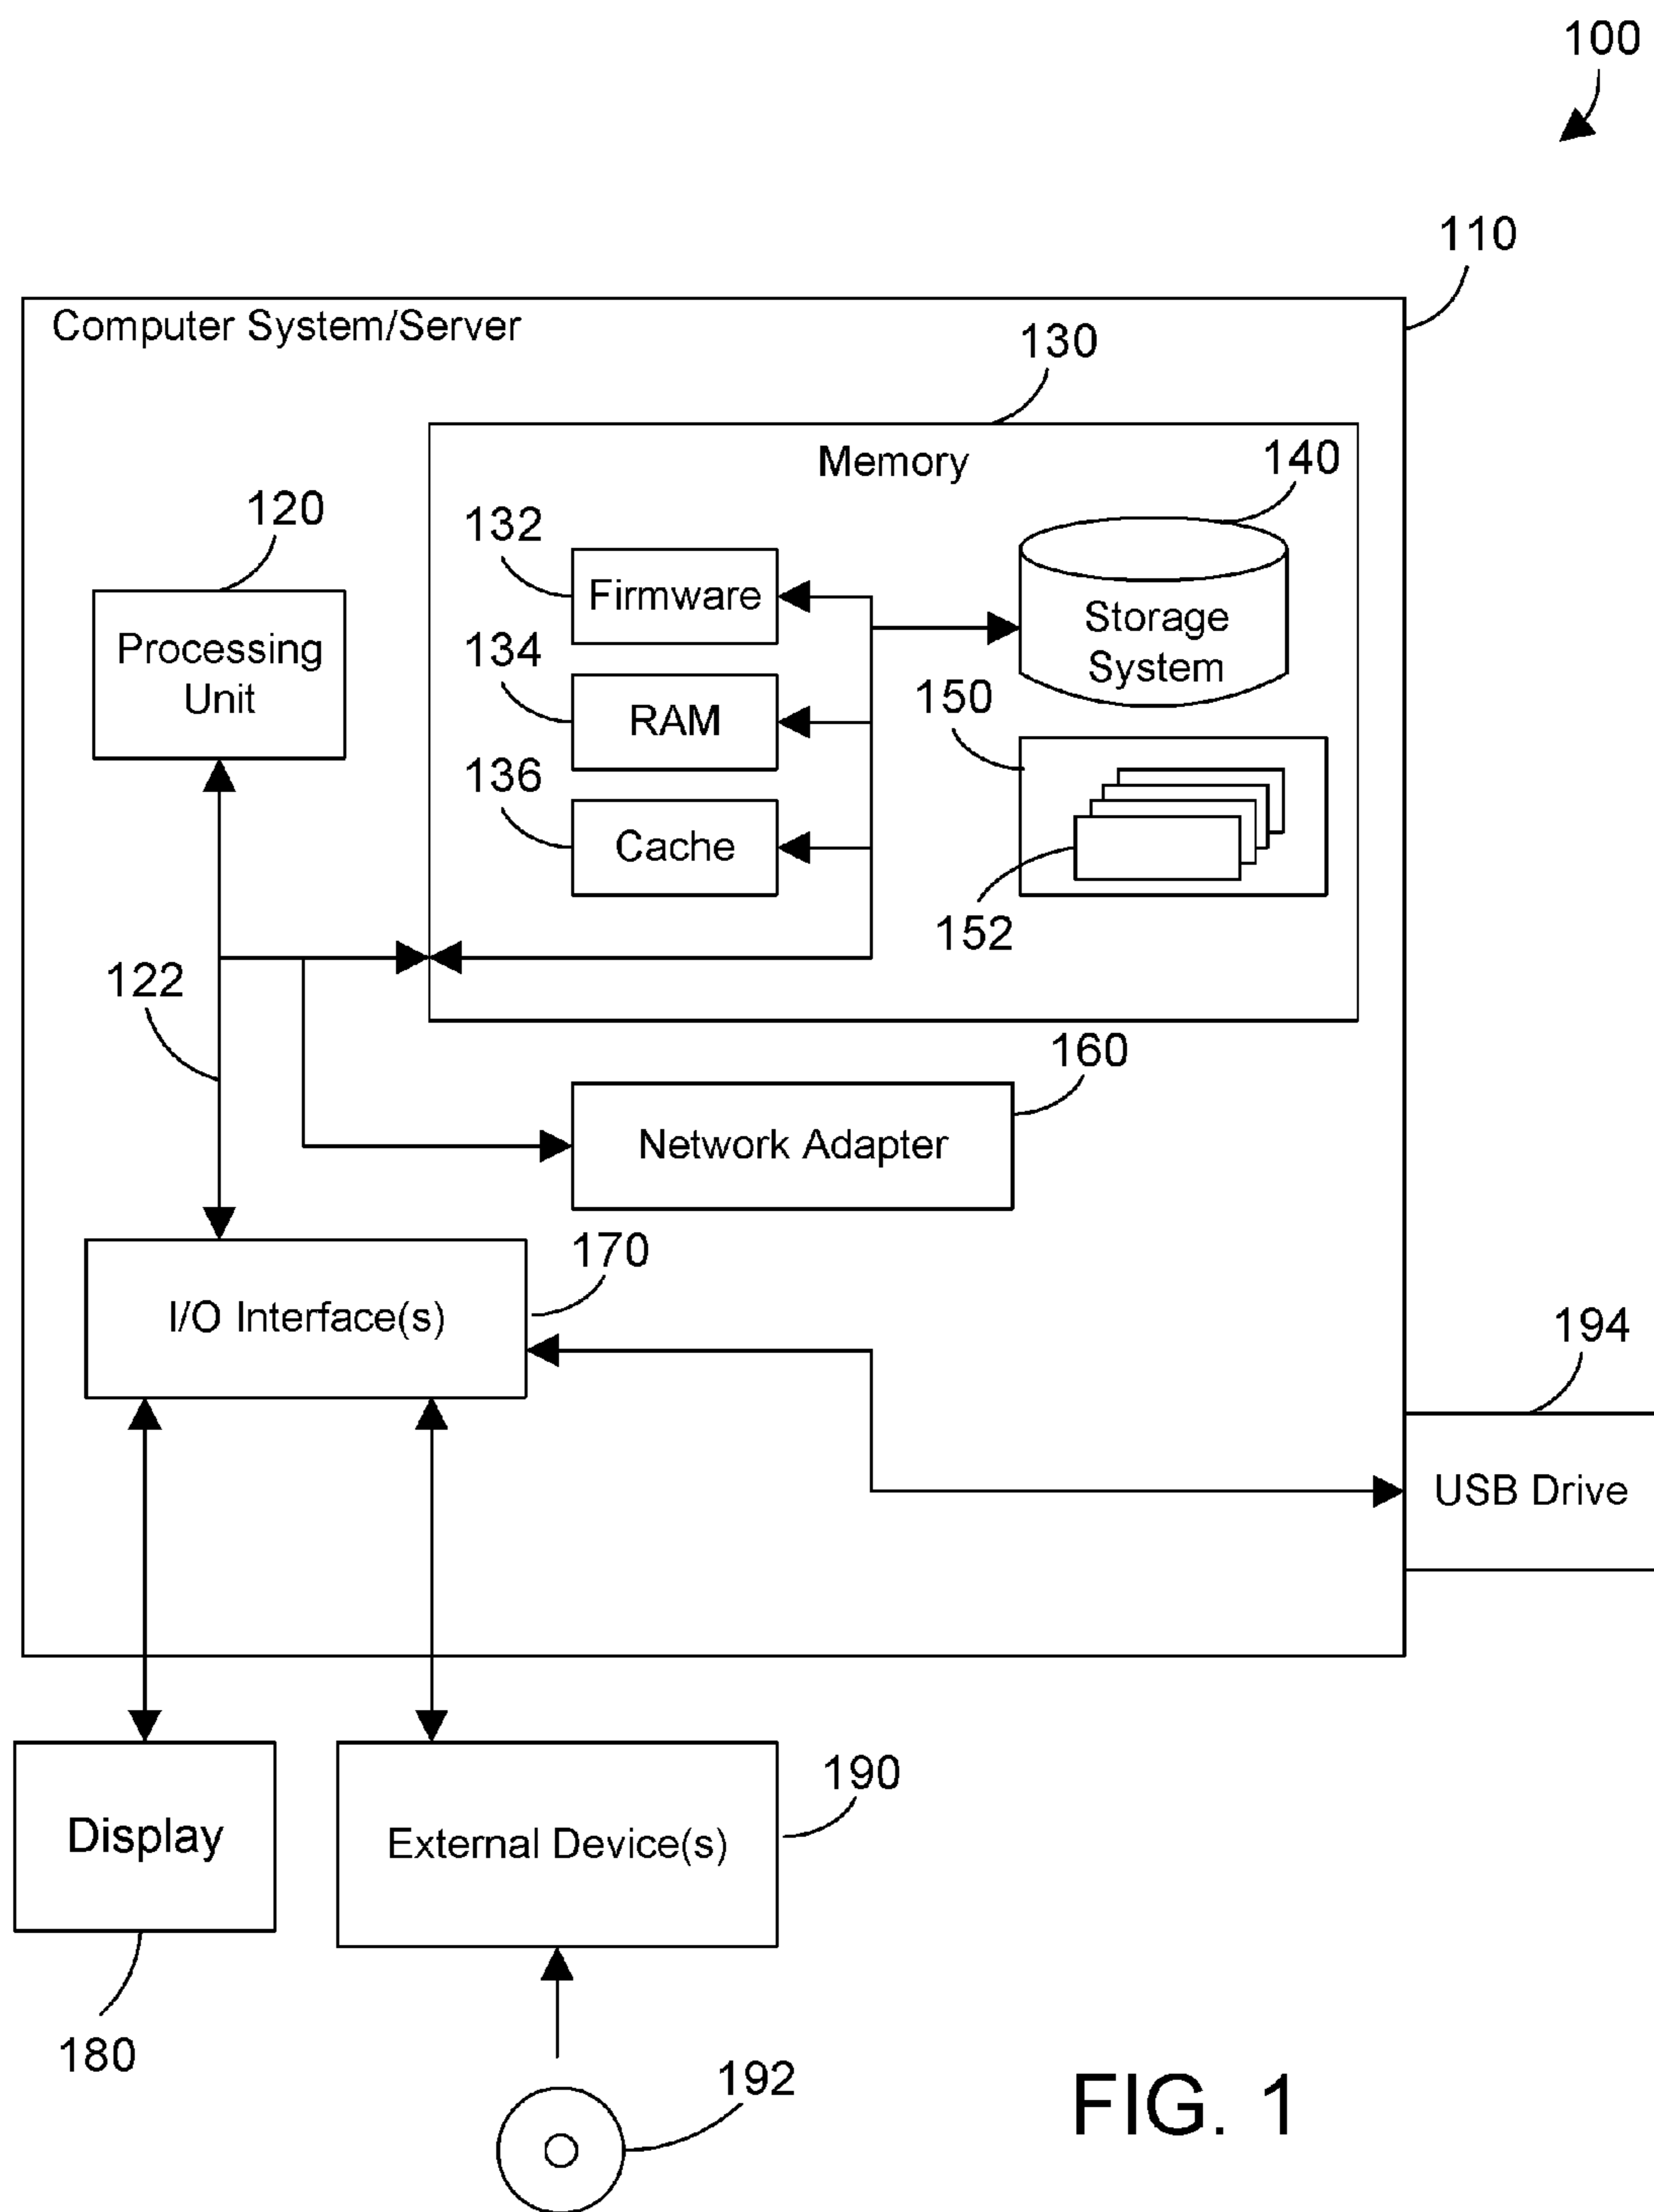 100
110
Computer System/Server
130
Memory
140
120
132
Firmware
Storage
System
Processing
Unit
134
RAM
150
136
Cache
152
122
160
Network Adapter
170
I/O Interface(s)
194
USB Drive
190
Display
External Device(s)
180
192
FIG. 1